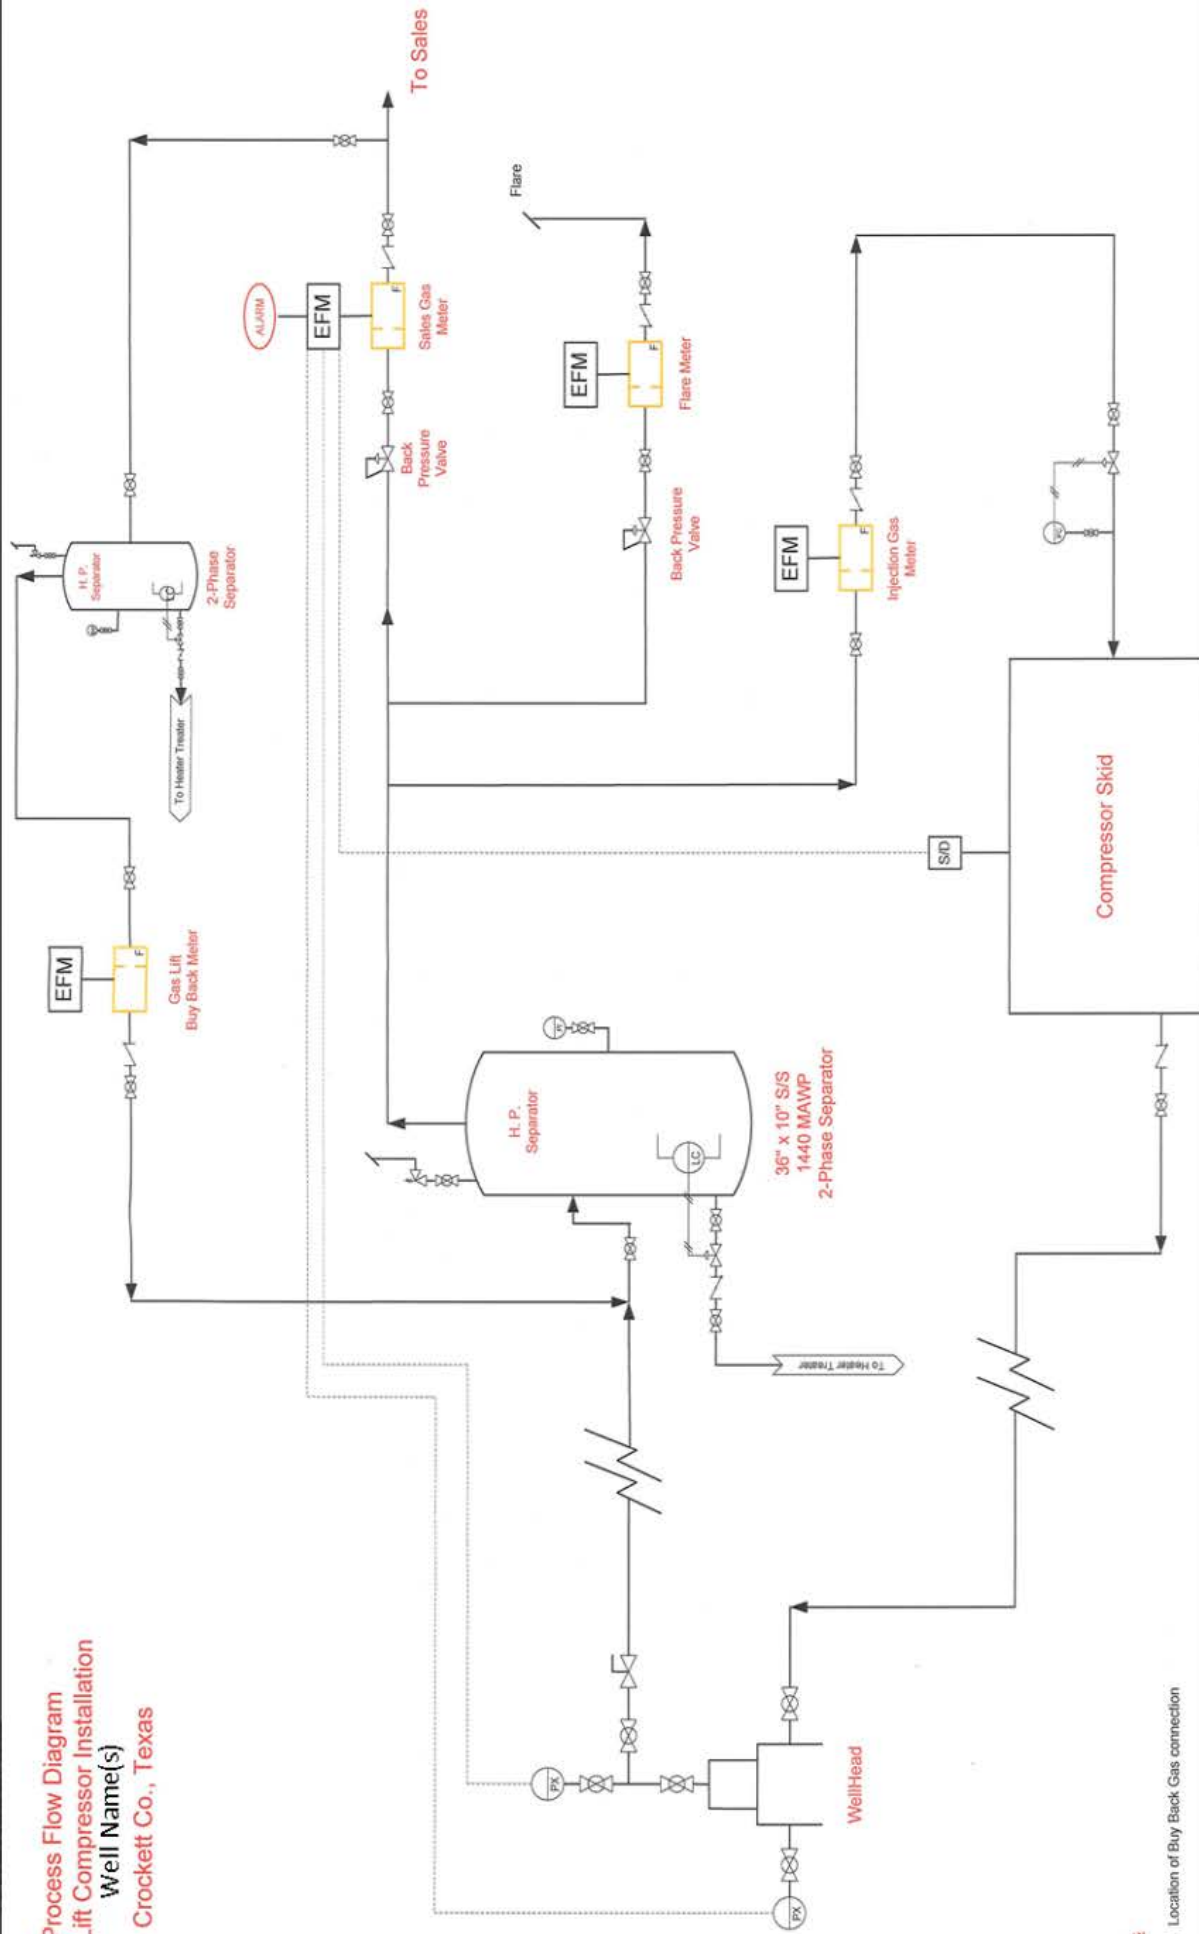 Process Flow Diagram
Lift Compressor Installation
Well Name(s)
Crockett Co., Texas
To Sales
ALARM
EFM
F
Sales Gas
Meter
Back
Pressure
Valve
Flare
EFM
F
Flare Meter
Back Pressure
Valve
EFM
F
Injection Gas
Meter
PC
H. P.
Separator
LC
2-Phase
Separator
To Heater Treater
EFM
F
Gas Lift
Buy Back Meter
S/D
Compressor Skid
H. P.
Separator
LC
PI
36" x 10" S/S
1440 MAWP
2-Phase Separator
To Heater Treater
PX
PX
WellHead
Location of Buy Back Gas connection